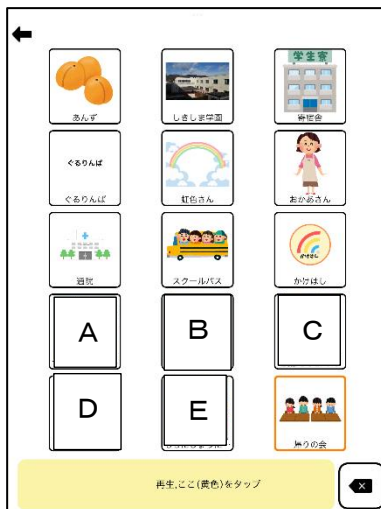 学生寮
あんず
しきしま学園
寄宿舎
ぐるりんぱ
ぐるりんぱ
虹色さん
おかあさん
通院
スクールバス
かけはし
かけはし
A
B
C
D
E
帰りの会
再生,ここ(黄色)をタップ